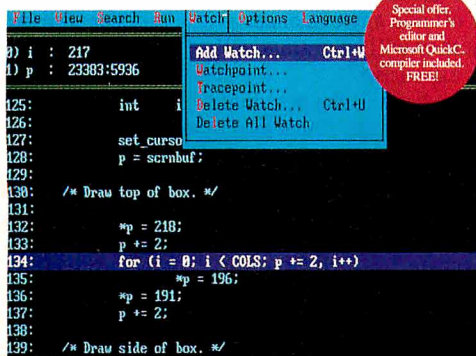 File View Search Run Watch Options Language
Special offer.
Programmer's
editor and
Microsoft QuickC
compiler included.
FREE!
0) i : 217
1) p : 23383:5936
Add Watch... Ctrl+W
Watchpoint...
Tracepoint...
Delete Watch... Ctrl+U
Delete All Watch
125: int i
126:
127: set_curso
128: p = scrnbuf;
129:
130: /* Draw top of box. */
131:
132: *p = 218;
133: p += 2;
134: for (i = 0; i < COLS; p += 2, i++)
135: *p = 196;
136: *p = 191;
137: p += 2;
138:
139: /* Draw side of box. */